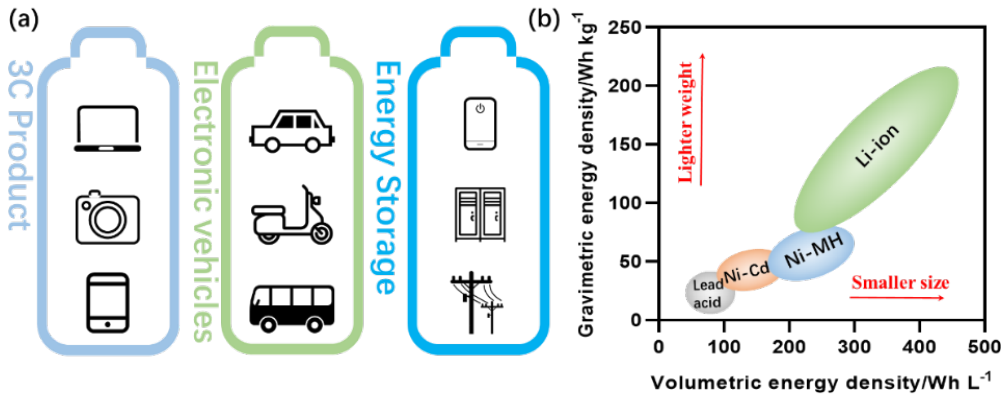 (a)
3C Product
Electronic vehicles
Energy Storage
(b)
Gravimetric energy density/Wh kg⁻¹
250
200
150
100
50
0
Lighter weight
Li-ion
Ni-MH
Ni-Cd
Lead
acid
Smaller size
0 100 200 300 400 500
Volumetric energy density/Wh L⁻¹